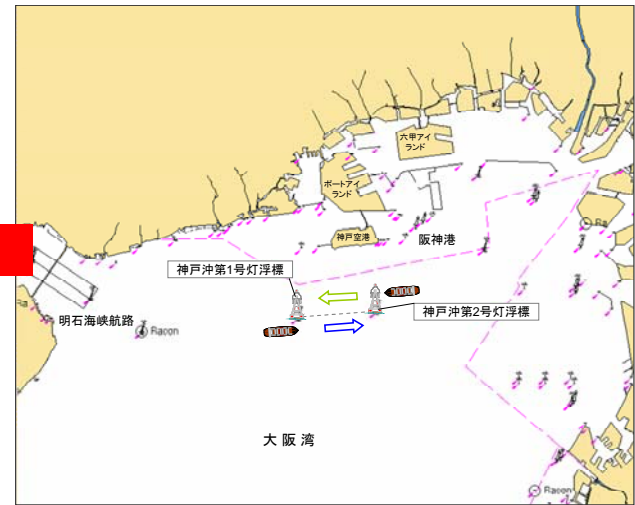 六甲アイ
ランド
ポートアイ
ランド
Ra
神戸空港
阪神港
神戸沖第1号灯浮標
神戸沖第2号灯浮標
明石海峡航路
Racon
大阪湾
Racon